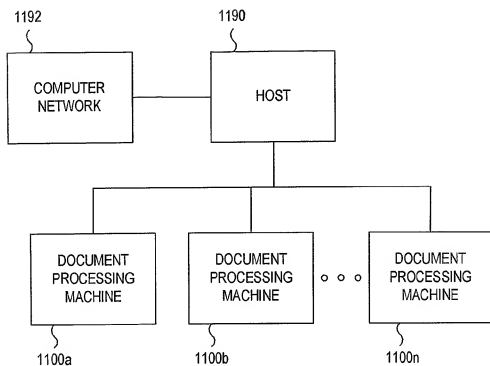 1192
1190
COMPUTER
NETWORK
HOST
DOCUMENT
PROCESSING
MACHINE
DOCUMENT
PROCESSING
MACHINE
DOCUMENT
PROCESSING
MACHINE
1100a
1100b
1100n